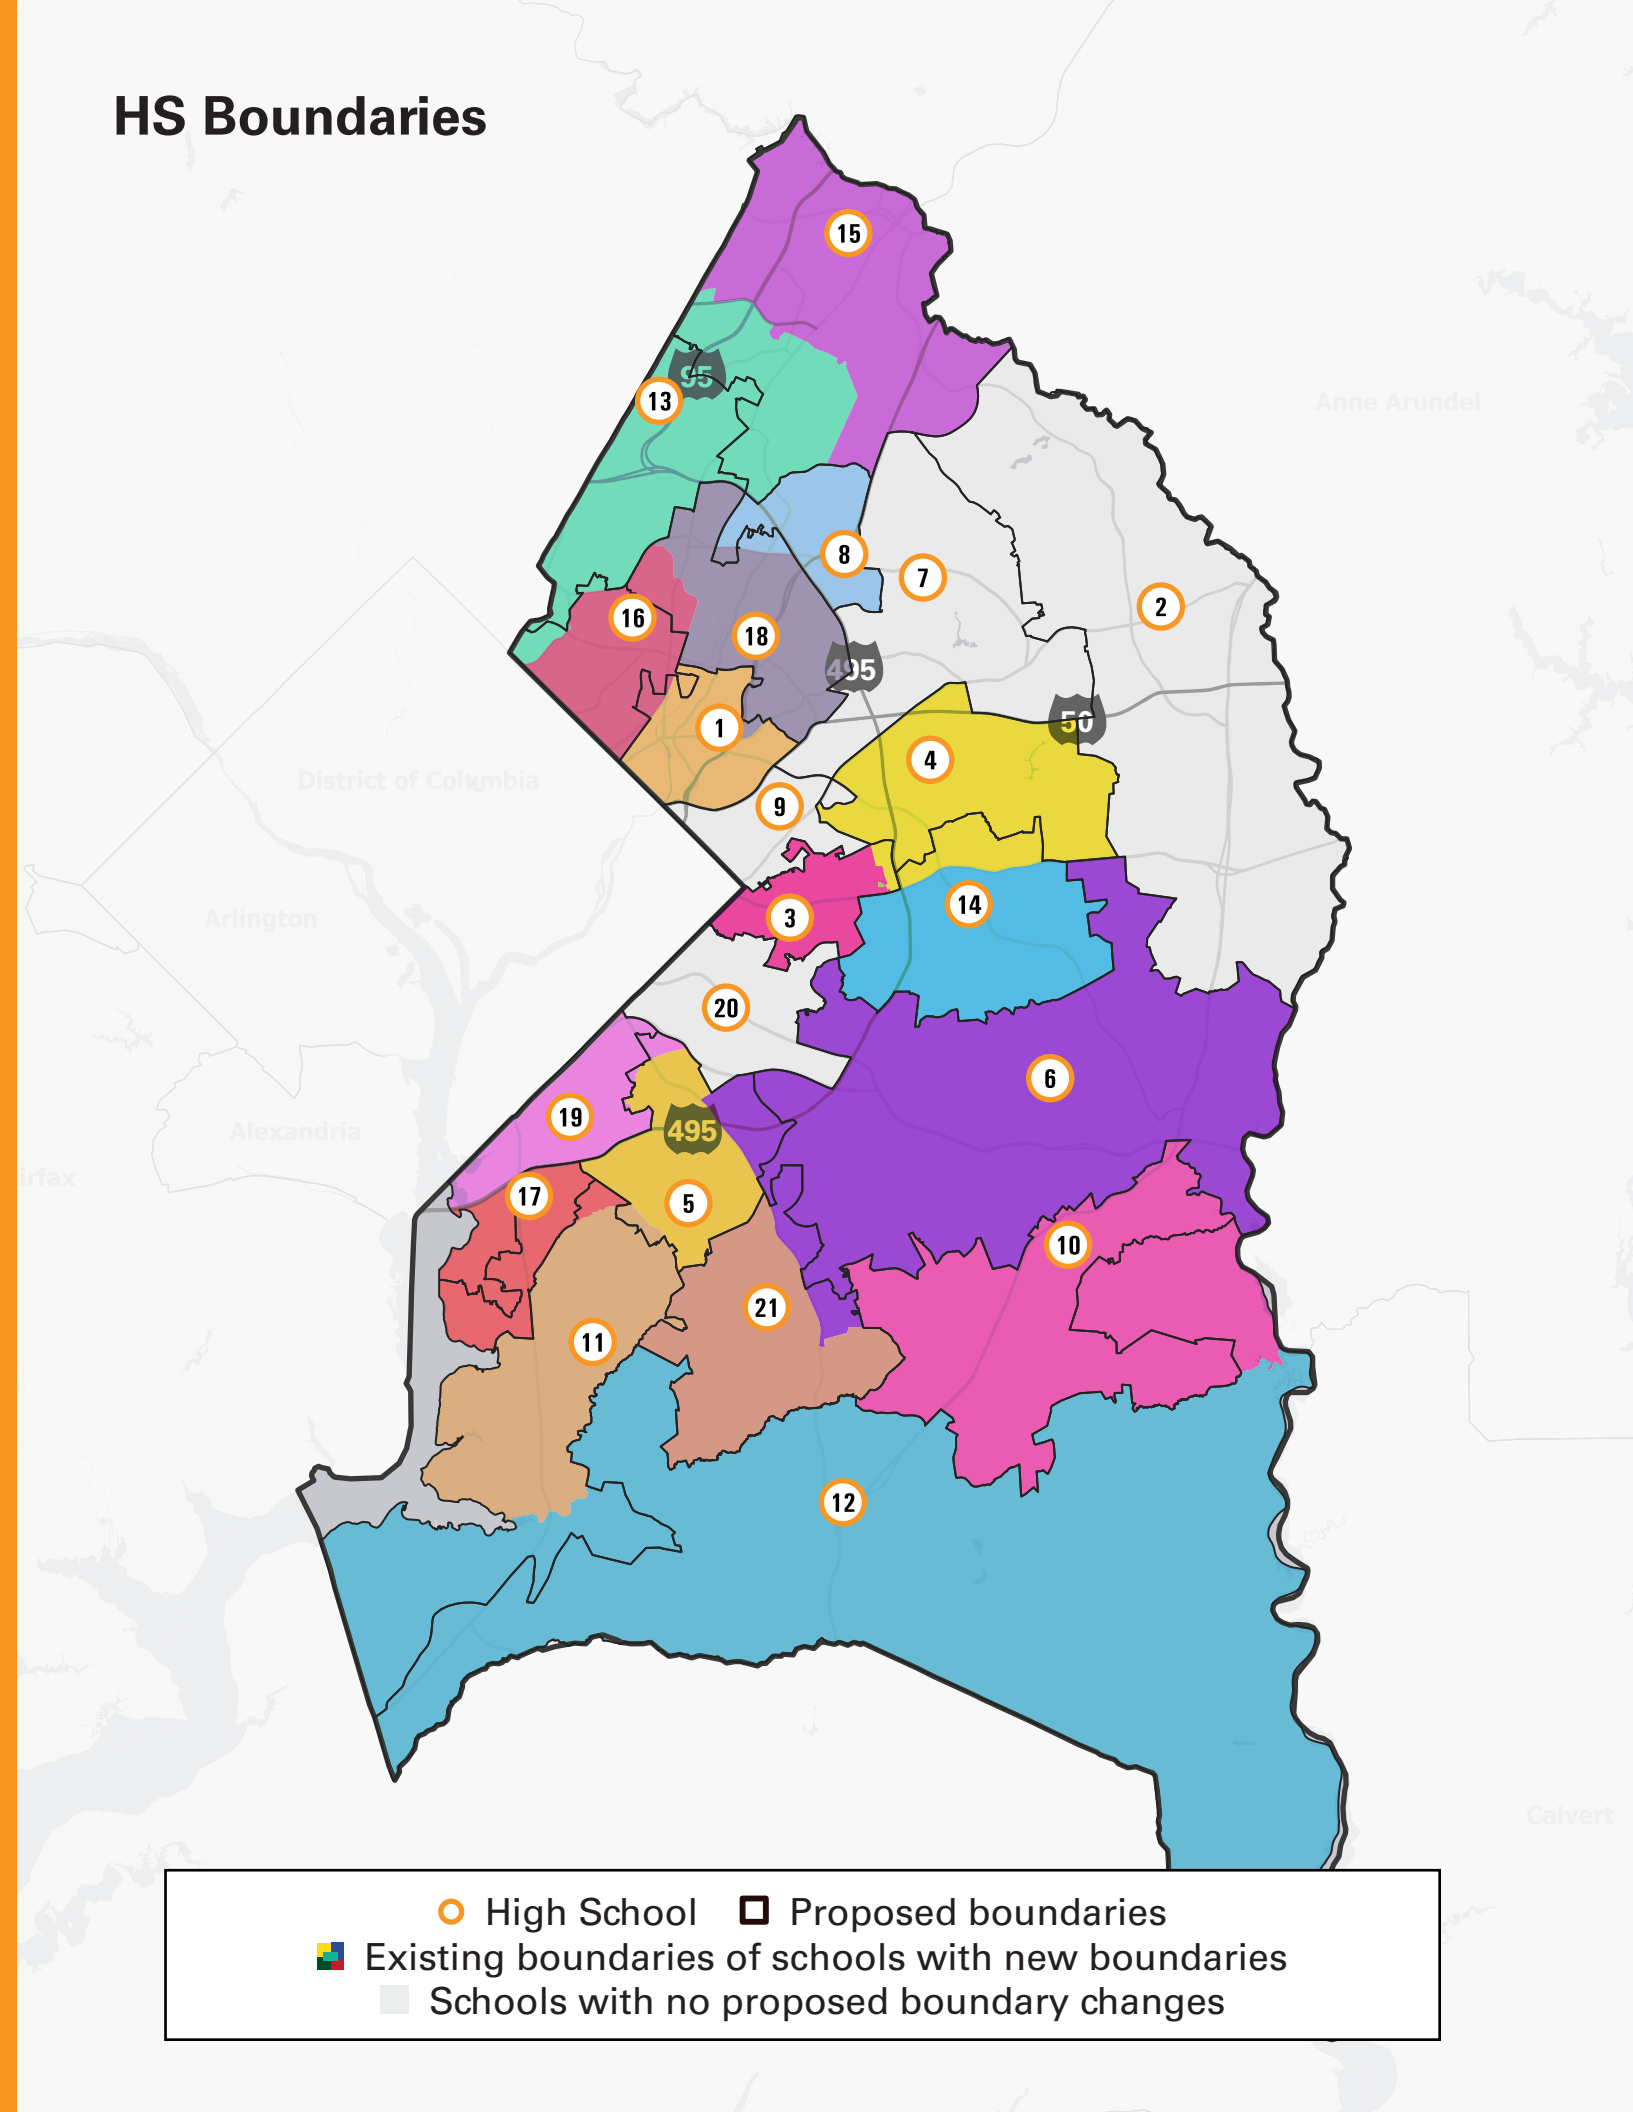 HS Boundaries
15
95
13
Anne Arundel
8
7
2
16
18
495
50
1
4
District of Columbia
9
14
3
Arlington
20
6
19
495
Alexandria
irfax
17
5
10
21
11
12
Calvert
High School
Proposed boundaries
Existing boundaries of schools with new boundaries
Schools with no proposed boundary changes